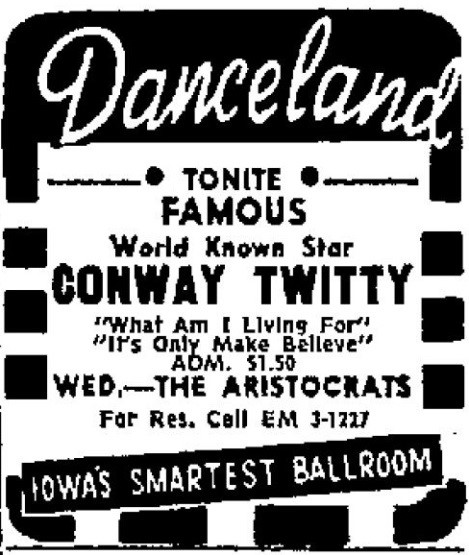 Danceland
TONITE
FAMOUS
World Known Star
CONWAY TWITTY
"What Am I Living For"
"It's Only Make Believe"
ADM. $1.50
WED.—THE ARISTOCRATS
For Res. Call EM 3-1227
IOWA'S SMARTEST BALLROOM